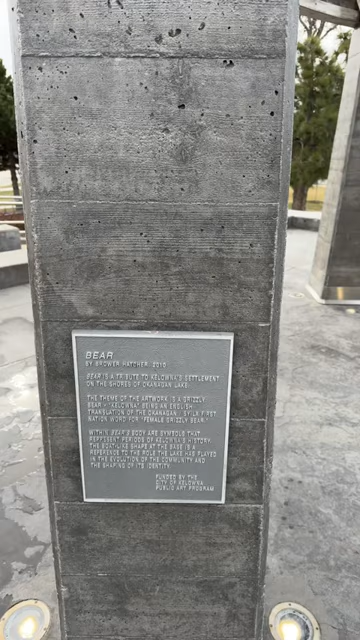 BEAR
BY BROWER HATCHER, 2010
BEAR IS A TRIBUTE TO KELOWNA'S SETTLEMENT
ON THE SHORES OF OKANAGAN LAKE.
THE THEME OF THE ARTWORK IS A GRIZZLY
BEAR - "KELOWNA" BEING AN ENGLISH
TRANSLATION OF THE OKANAGAN / SYILX FIRST
NATION WORD FOR "FEMALE GRIZZLY BEAR."
WITHIN BEAR'S BODY ARE SYMBOLS THAT
REPRESENT PERIODS OF KELOWNA'S HISTORY.
THE BOAT-LIKE SHAPE AT THE BASE IS A
REFERENCE TO THE ROLE THE LAKE HAS PLAYED
IN THE EVOLUTION OF THE COMMUNITY AND
THE SHAPING OF ITS IDENTITY.
FUNDED BY THE
CITY OF KELOWNA
PUBLIC ART PROGRAM